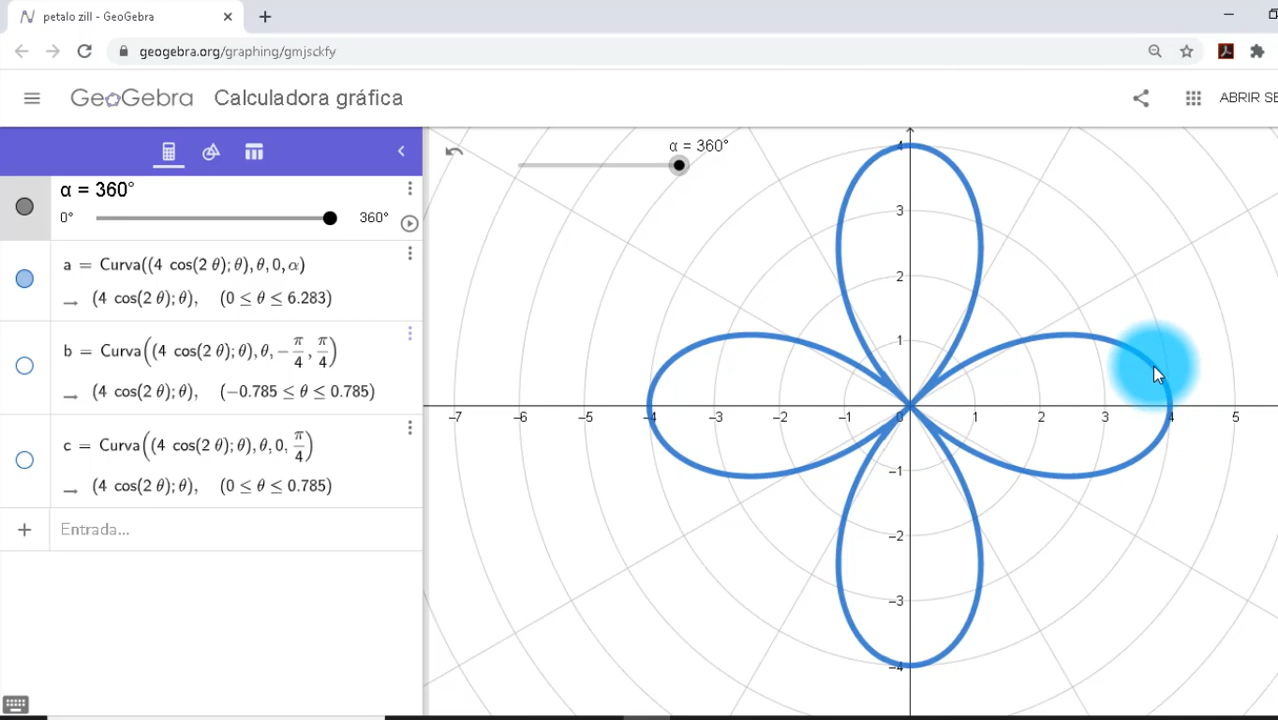 petalo zill - GeoGebra
geogebra.org/graphing/gmjsckfy
GeoGebra Calculadora gráfica
ABRIR SE
α = 360°
0° 360°
a = Curva((4 cos(2 θ); θ), θ, 0, α)
→ (4 cos(2 θ); θ), (0 ≤ θ ≤ 6.283)
b = Curva((4 cos(2 θ); θ), θ, −π/4, π/4)
→ (4 cos(2 θ); θ), (−0.785 ≤ θ ≤ 0.785)
c = Curva((4 cos(2 θ); θ), θ, 0, π/4)
→ (4 cos(2 θ); θ), (0 ≤ θ ≤ 0.785)
+ Entrada...
α = 360°
4
3
2
1
−7 −6 −5 −4 −3 −2 −1 0 1 2 3 4 5
−1
−2
−3
−4